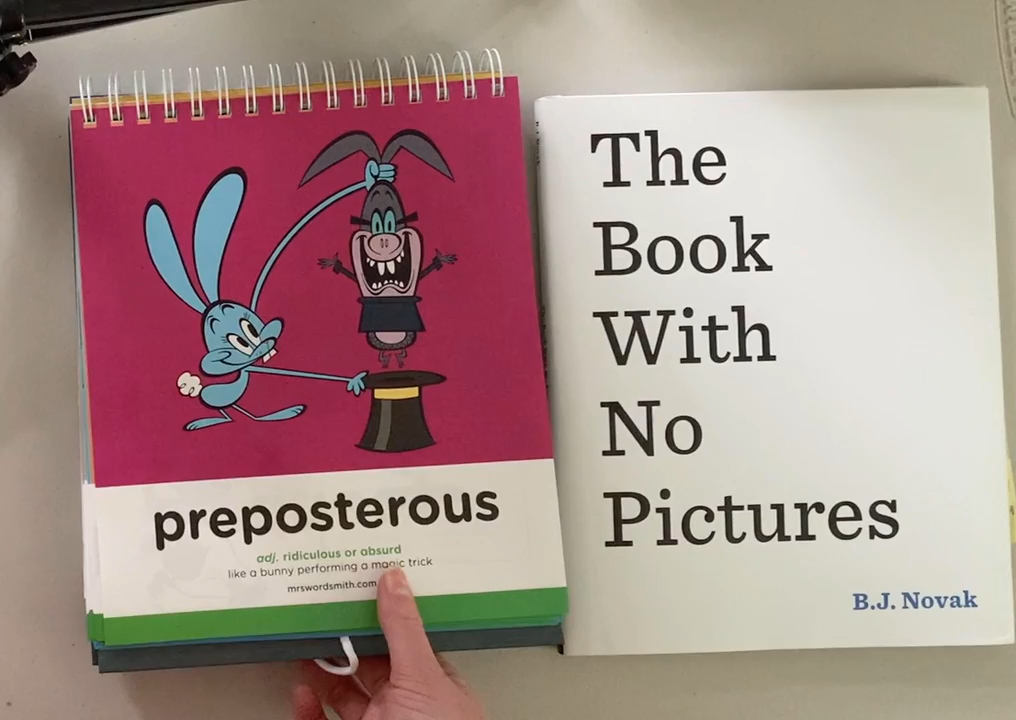 preposterous
adj. ridiculous or absurd
like a bunny performing a magic trick
mrswordsmith.com
The
Book
With
No
Pictures
B.J. Novak